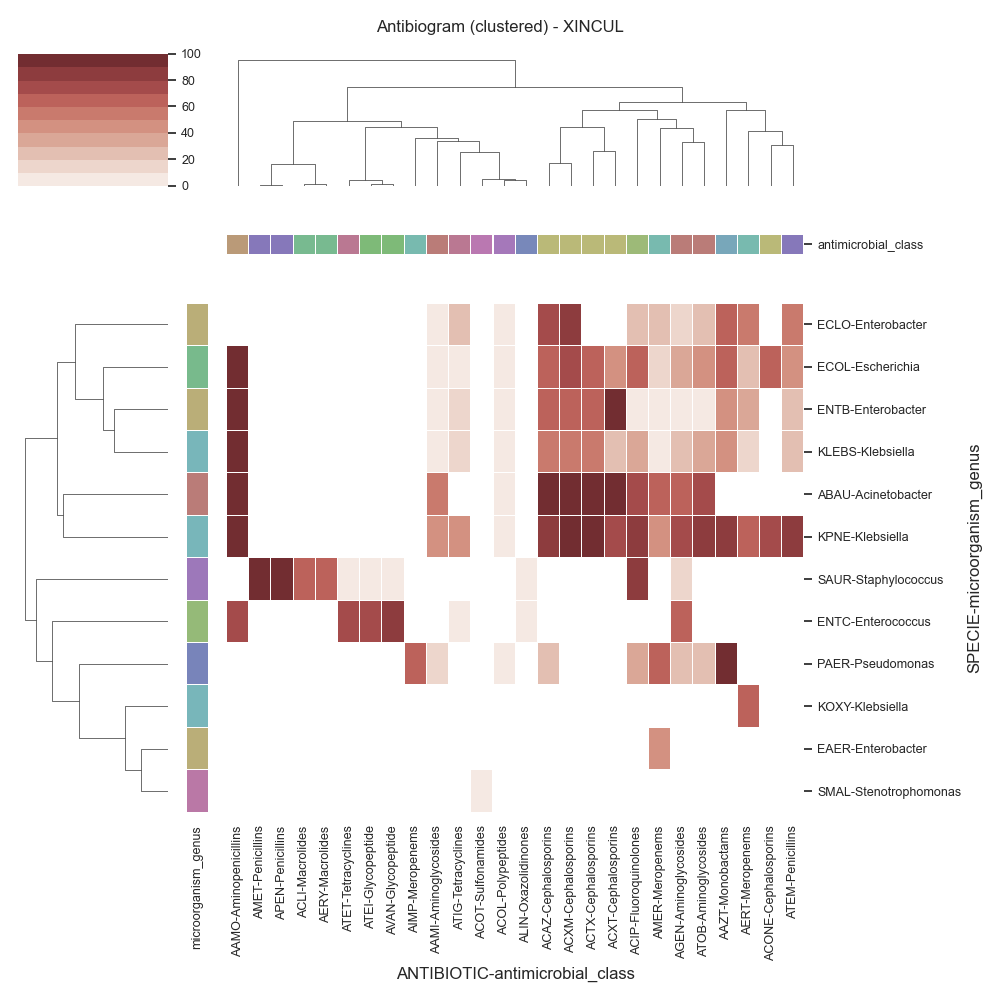 Antibiogram (clustered) - XINCUL
100
80
60
40
20
0
antimicrobial_class
ECLO-Enterobacter
ECOL-Escherichia
ENTB-Enterobacter
KLEBS-Klebsiella
ABAU-Acinetobacter
KPNE-Klebsiella
SAUR-Staphylococcus
ENTC-Enterococcus
PAER-Pseudomonas
KOXY-Klebsiella
EAER-Enterobacter
SMAL-Stenotrophomonas
SPECIE-microorganism_genus
microorganism_genus
AAMO-Aminopenicillins
AMET-Penicillins
APEN-Penicillins
ACLI-Macrolides
AERY-Macrolides
ATET-Tetracyclines
ATEI-Glycopeptide
AVAN-Glycopeptide
AIMP-Meropenems
AAMI-Aminoglycosides
ATIG-Tetracyclines
ACOT-Sulfonamides
ACOL-Polypeptides
ALIN-Oxazolidinones
ACAZ-Cephalosporins
ACXM-Cephalosporins
ACTX-Cephalosporins
ACXT-Cephalosporins
ACIP-Fluoroquinolones
AMER-Meropenems
AGEN-Aminoglycosides
ATOB-Aminoglycosides
AAZT-Monobactams
AERT-Meropenems
ACONE-Cephalosporins
ATEM-Penicillins
ANTIBIOTIC-antimicrobial_class